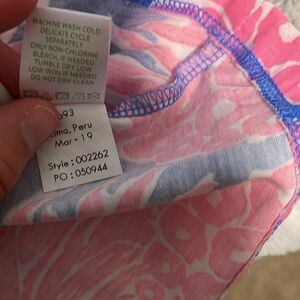 MACHINE WASH COLD
DELICATE CYCLE
SEPARATELY
ONLY NON-CHLORINE
BLEACH, IF NEEDED
TUMBLE DRY LOW
LOW IRON IF NEEDED
DO NOT DRY CLEAN
693
Lima, Peru
Mar - 19
Style : 002262
PO : 050944